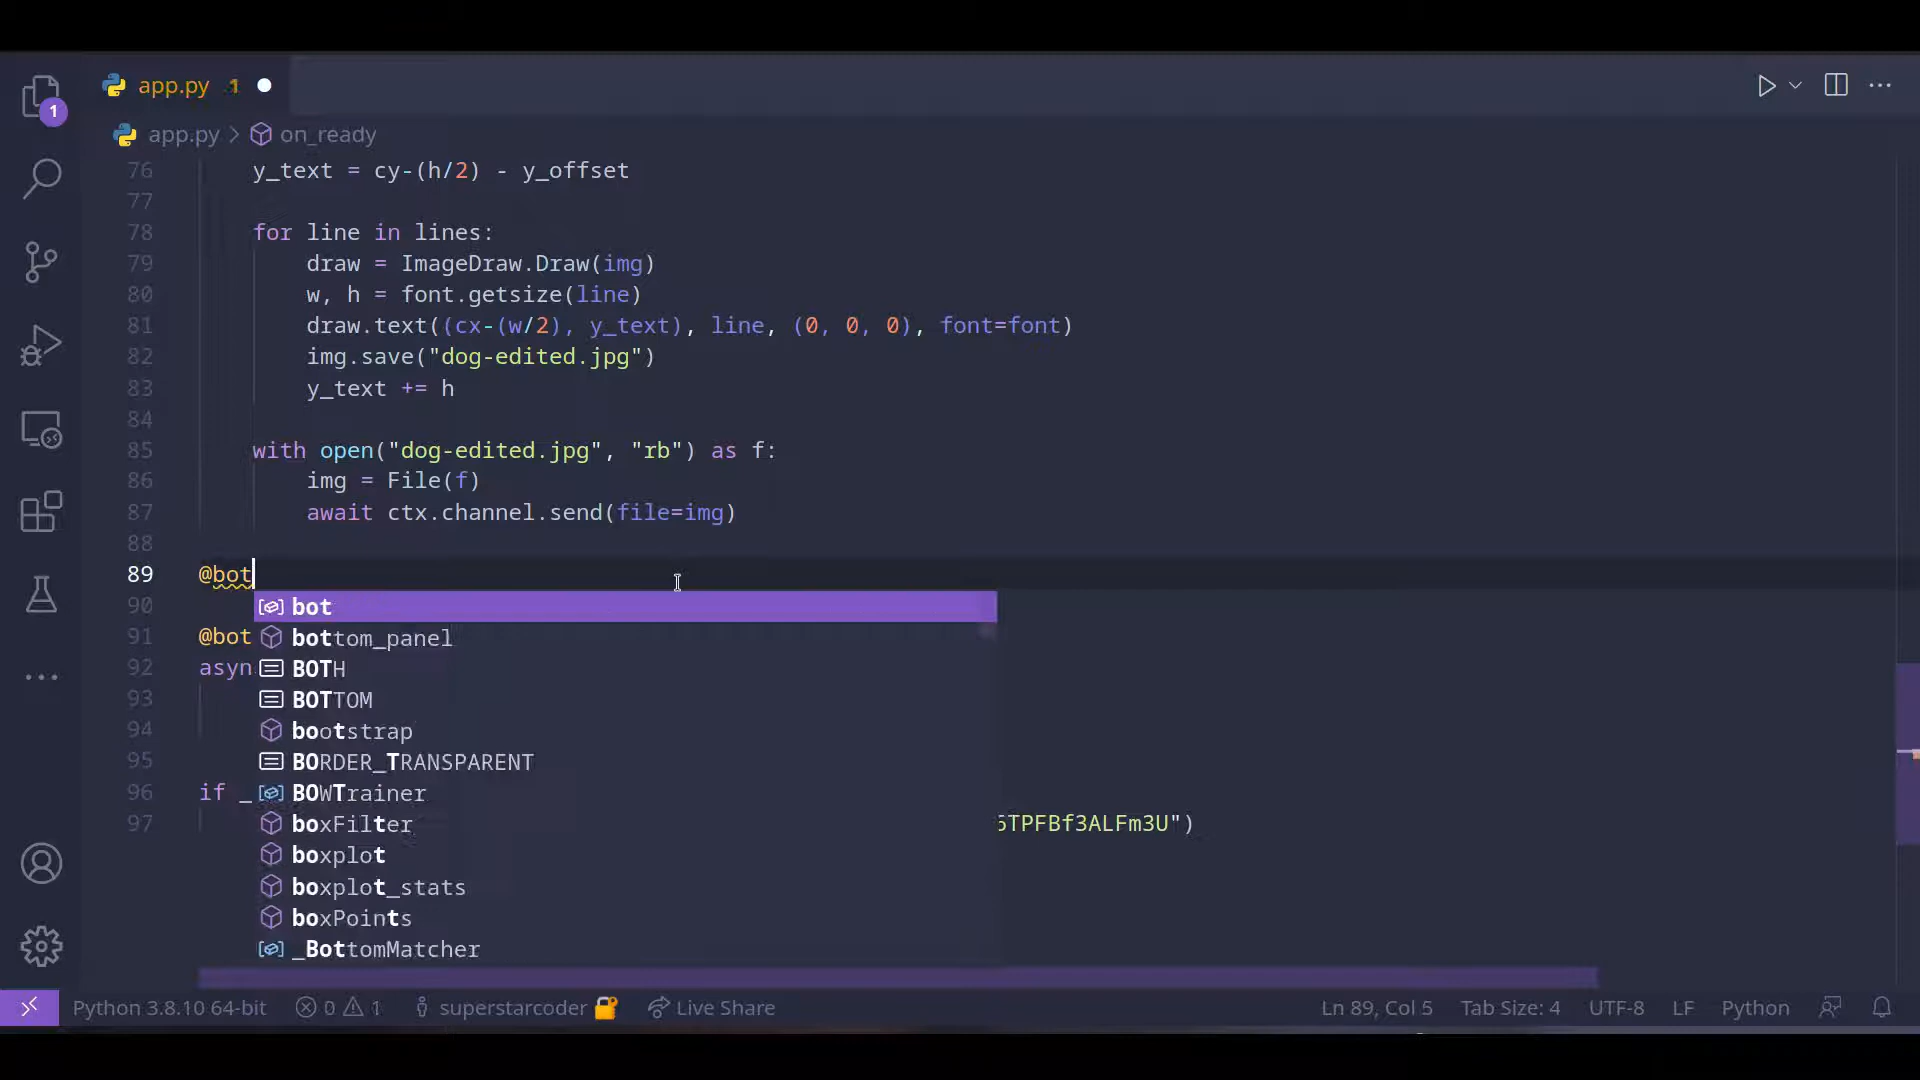 1
app.py 1
app.py > on_ready
76 y_text = cy-(h/2) - y_offset
77
78 for line in lines:
79 draw = ImageDraw.Draw(img)
80 w, h = font.getsize(line)
81 draw.text((cx-(w/2), y_text), line, (0, 0, 0), font=font)
82 img.save("dog-edited.jpg")
83 y_text += h
84
85 with open("dog-edited.jpg", "rb") as f:
86 img = File(f)
87 await ctx.channel.send(file=img)
88
89 @bot
90 bot
91 @bot bottom_panel
92 asyn BOTH
93 BOTTOM
94 bootstrap
95 BORDER_TRANSPARENT
96 if _ BOWTrainer
97 boxFilter TPFBf3ALFm3U")
boxplot
boxplot_stats
boxPoints
_BottomMatcher
Python 3.8.10 64-bit 0 1 superstarcoder Live Share Ln 89, Col 5 Tab Size: 4 UTF-8 LF Python